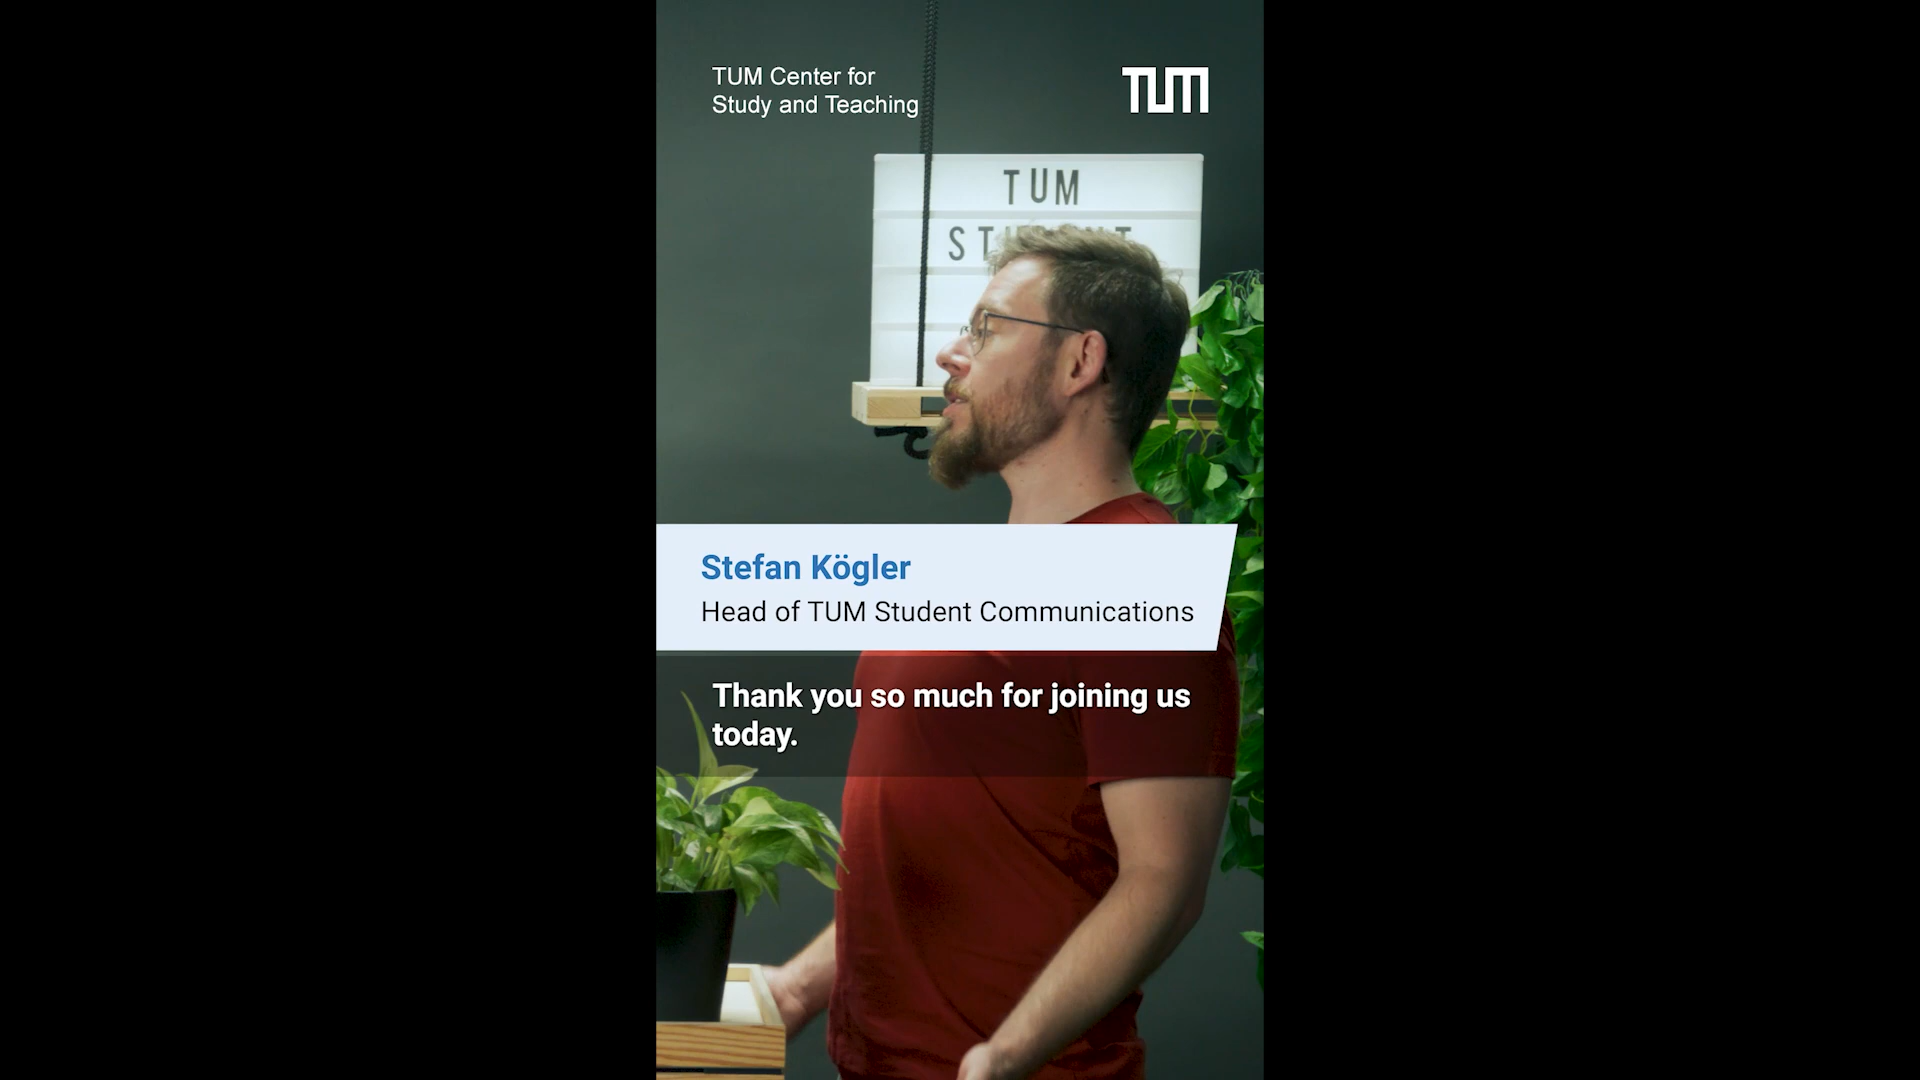 TUM Center for
Study and Teaching
TUM
TUM
Stefan Kögler
Head of TUM Student Communications
Thank you so much for joining us
today.